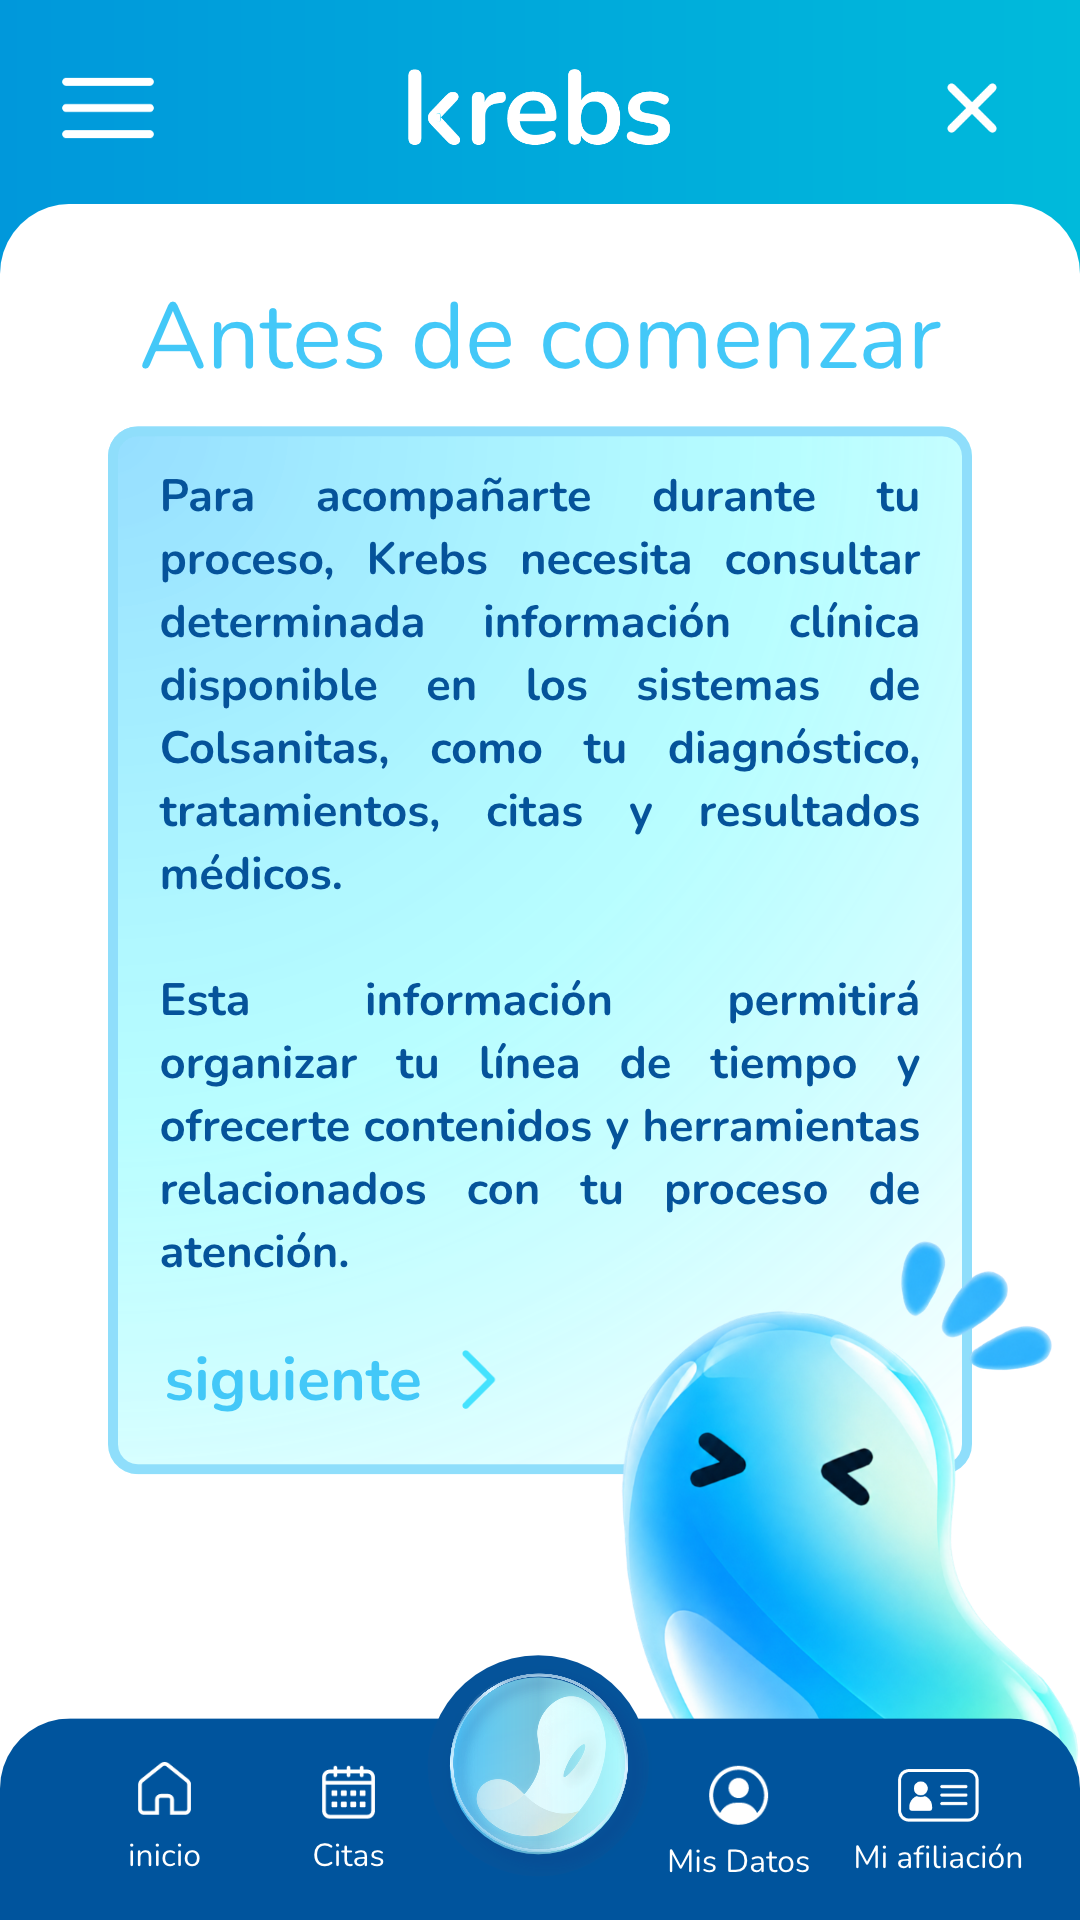 krebs
Antes de comenzar
Para acompañarte durante tu
proceso, Krebs necesita consultar
determinada información clínica
disponible en los sistemas de
Colsanitas, como tu diagnóstico,
tratamientos, citas y resultados
médicos.
Esta información permitirá
organizar tu línea de tiempo y
ofrecerte contenidos y herramientas
relacionados con tu proceso de
atención.
siguiente
inicio
Citas
Mis Datos
Mi afiliación